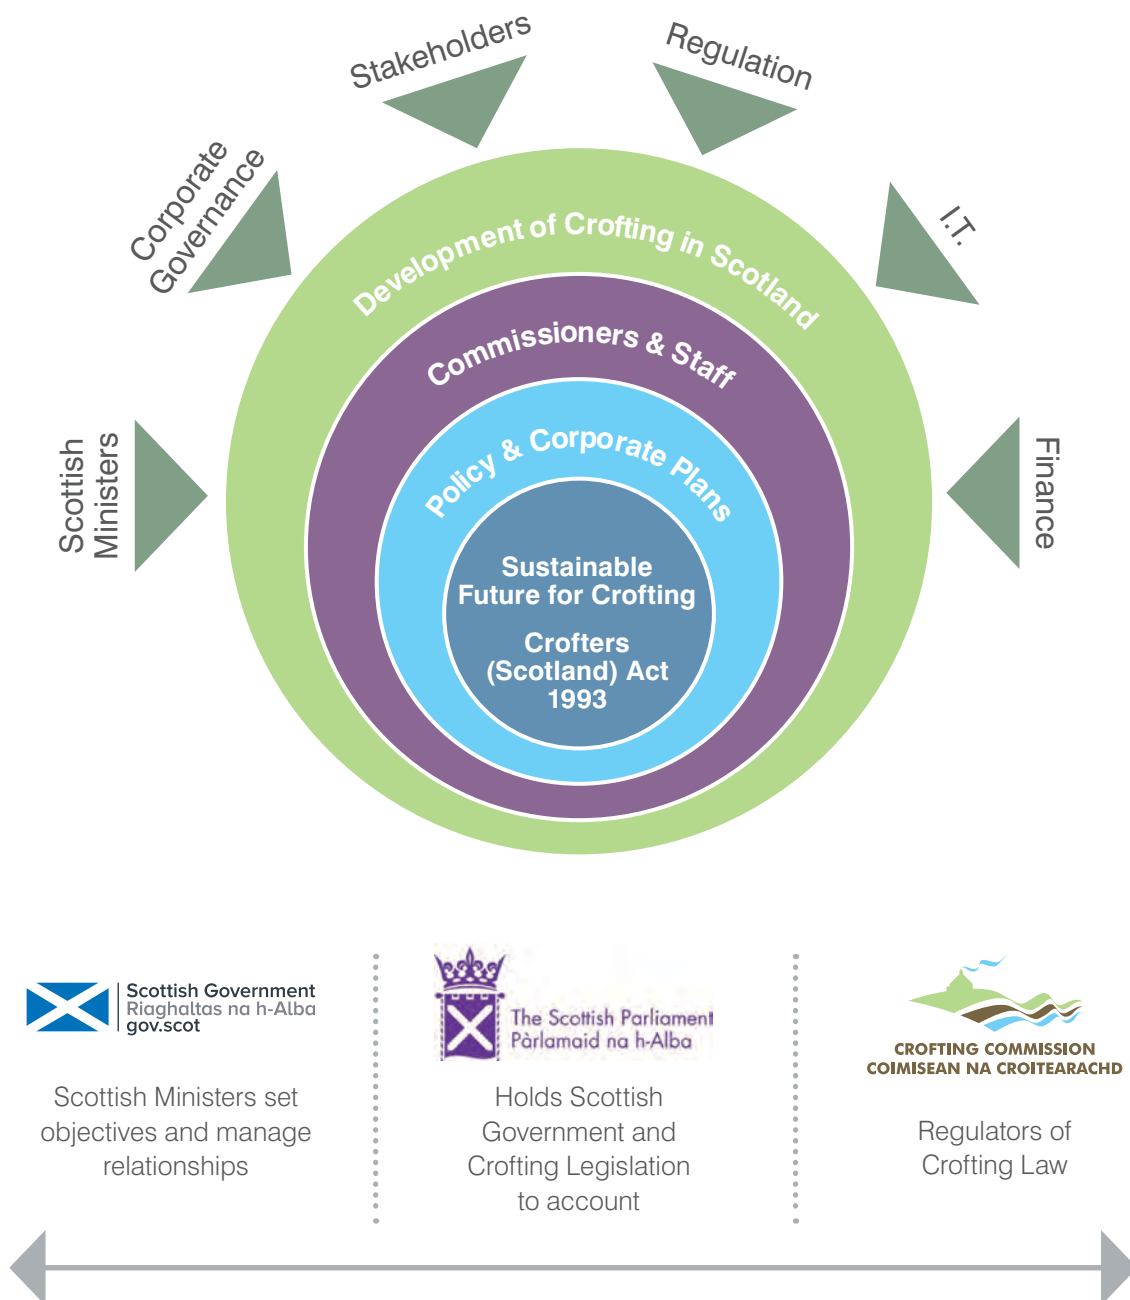 Stakeholders
Regulation
Corporate
Governance
I.T.
Scottish
Ministers
Finance
Development of Crofting in Scotland
Commissioners & Staff
Policy & Corporate Plans
Sustainable
Future for Crofting
Crofters
(Scotland) Act
1993
Scottish Government
Riaghaltas na h-Alba
gov.scot
Scottish Ministers set
objectives and manage
relationships
The Scottish Parliament
Pàrlamaid na h-Alba
Holds Scottish
Government and
Crofting Legislation
to account
CROFTING COMMISSION
COIMISEAN NA CROITEARACHD
Regulators of
Crofting Law